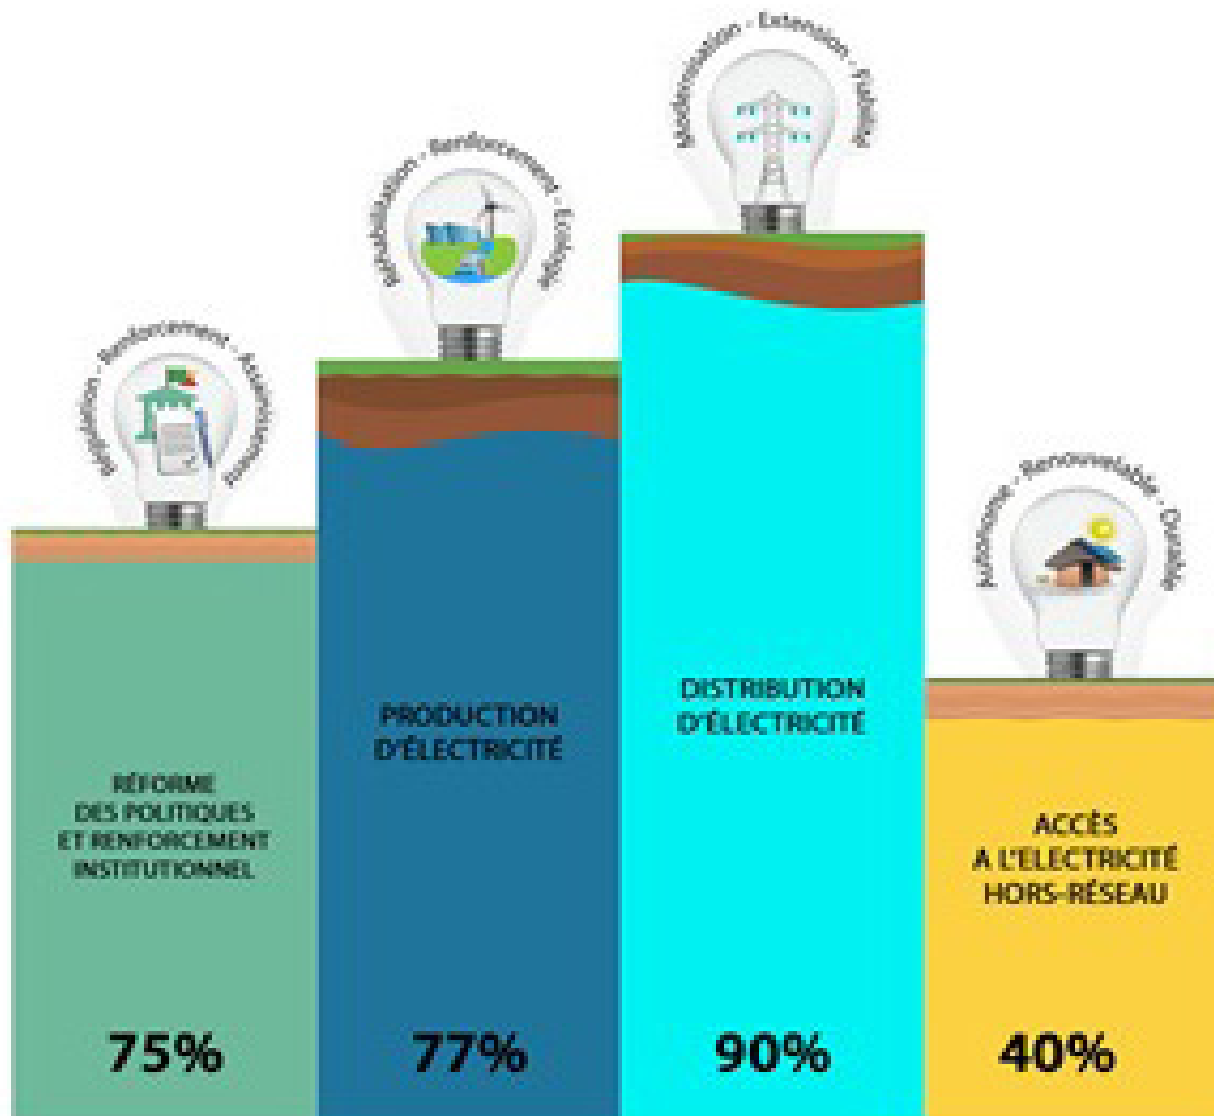 Régulation - Renforcement - Assainissement
RÉFORME
DES POLITIQUES
ET RENFORCEMENT
INSTITUTIONNEL
75%
Réhabilitation - Renforcement - Ecologie
PRODUCTION
D'ÉLECTRICITÉ
77%
Modernisation - Extension - Fiabilité
DISTRIBUTION
D'ÉLECTRICITÉ
90%
Autonome - Renouvelable - Durable
ACCÈS
A L'ELECTRICITÉ
HORS-RÉSEAU
40%